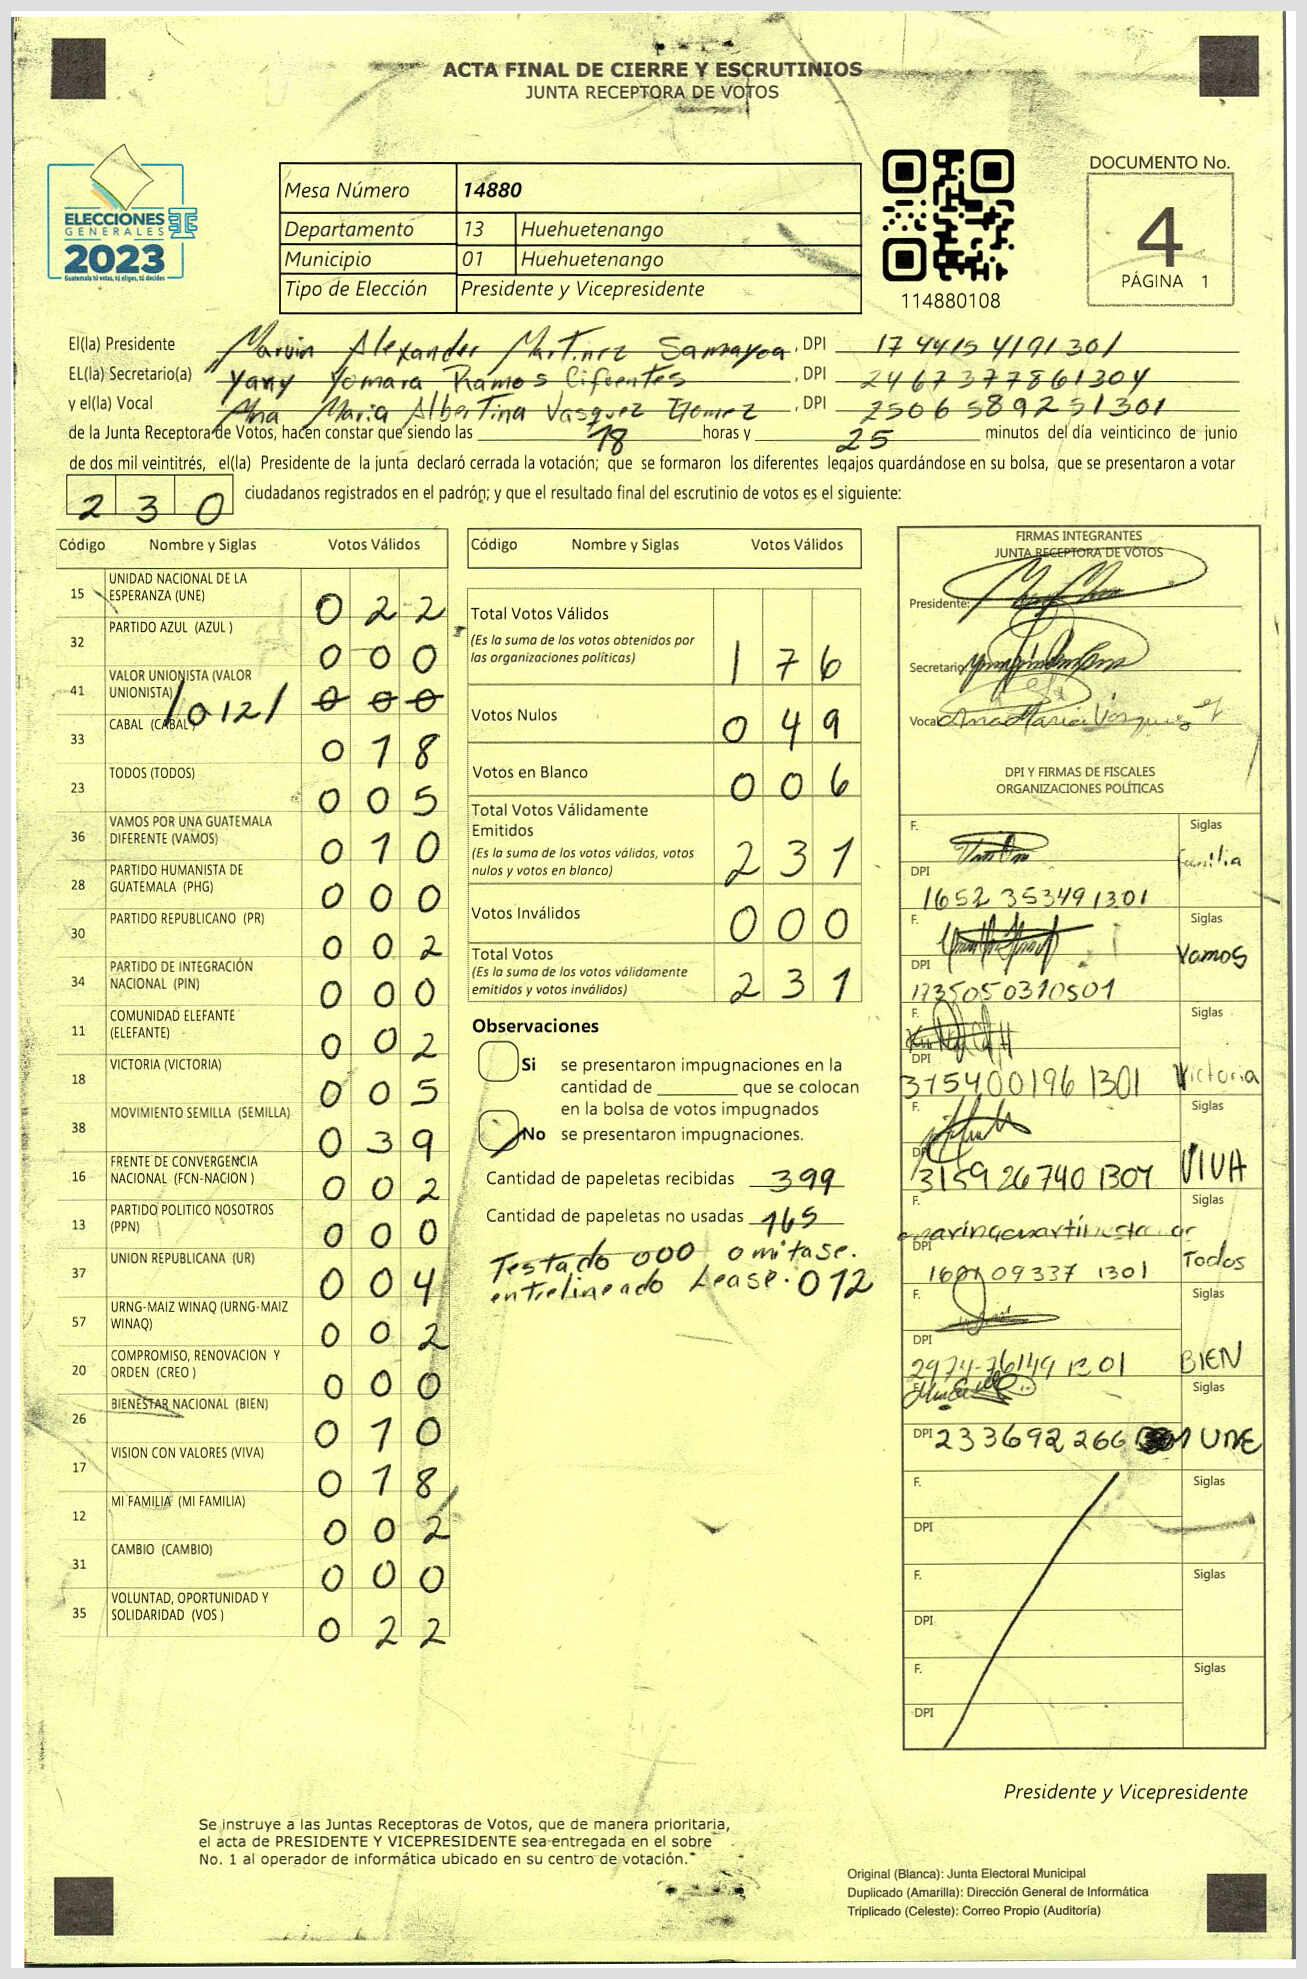 ACTA FINAL DE CIERRE Y ESCRUTINIOS
JUNTA RECEPTORA DE VOTOS
ELECCIONES
GENERALES
2023
Guatemala tú votas, tú eliges, tú decides
Mesa Número 14880
Departamento 13 Huehuetenango
Municipio 01 Huehuetenango
Tipo de Elección Presidente y Vicepresidente
114880108
DOCUMENTO No.
4
PÁGINA 1
El(la) Presidente Marvin Alexander Martinez Samayoa, DPI 17 44154191301
EL(la) Secretario(a) Yany Yomara Ramos Cifuentes, DPI 2467377861304
y el(la) Vocal Ana Maria Albertina Vasquez Gomez, DPI 2506589251301
de la Junta Receptora de Votos, hacen constar que siendo las 18 horas y 25 minutos del día veinticinco de junio
de dos mil veintitrés, el(la) Presidente de la junta declaró cerrada la votación; que se formaron los diferentes legajos guardándose en su bolsa, que se presentaron a votar
2 3 0 ciudadanos registrados en el padrón; y que el resultado final del escrutinio de votos es el siguiente:
Código Nombre y Siglas Votos Válidos
15 UNIDAD NACIONAL DE LA ESPERANZA (UNE) 0 2 2
32 PARTIDO AZUL (AZUL ) 0 0 0
41 VALOR UNIONISTA (VALOR UNIONISTA) /012/ 0 0 0
33 CABAL (CABAL ) 0 18
23 TODOS (TODOS) 0 0 5
36 VAMOS POR UNA GUATEMALA DIFERENTE (VAMOS) 0 1 0
28 PARTIDO HUMANISTA DE GUATEMALA (PHG) 0 0 0
30 PARTIDO REPUBLICANO (PR) 0 0 2
34 PARTIDO DE INTEGRACIÓN NACIONAL (PIN) 0 0 0
11 COMUNIDAD ELEFANTE (ELEFANTE) 0 0 2
18 VICTORIA (VICTORIA) 0 0 5
38 MOVIMIENTO SEMILLA (SEMILLA) 0 3 9
16 FRENTE DE CONVERGENCIA NACIONAL (FCN-NACION ) 0 0 2
13 PARTIDO POLITICO NOSOTROS (PPN) 0 0 0
37 UNION REPUBLICANA (UR) 0 0 4
57 URNG-MAIZ WINAQ (URNG-MAIZ WINAQ) 0 0 2
20 COMPROMISO, RENOVACION Y ORDEN (CREO ) 0 0 0
26 BIENESTAR NACIONAL (BIEN) 0 1 0
17 VISION CON VALORES (VIVA) 0 1 8
12 MI FAMILIA (MI FAMILIA) 0 0 2
31 CAMBIO (CAMBIO) 0 0 0
35 VOLUNTAD, OPORTUNIDAD Y SOLIDARIDAD (VOS ) 0 2 2
Código Nombre y Siglas Votos Válidos
Total Votos Válidos 1 7 6
(Es la suma de los votos obtenidos por
las organizaciones políticas)
Votos Nulos 0 4 9
Votos en Blanco 0 0 6
Total Votos Válidamente
Emitidos
(Es la suma de los votos válidos, votos
nulos y votos en blanco) 2 3 1
Votos Inválidos 0 0 0
Total Votos
(Es la suma de los votos válidamente
emitidos y votos inválidos) 2 3 1
Observaciones
Si se presentaron impugnaciones en la
cantidad de ________ que se colocan
en la bolsa de votos impugnados
No se presentaron impugnaciones.
Cantidad de papeletas recibidas 399
Cantidad de papeletas no usadas 165
Testado 000 omitase.
entrelineado Lease. 012
FIRMAS INTEGRANTES
JUNTA RECEPTORA DE VOTOS
Presidente:
Secretario:
Vocal
DPI Y FIRMAS DE FISCALES
ORGANIZACIONES POLÍTICAS
F. Siglas
familia
DPI
1652 35349 1301
F. Siglas
Vamos
DPI
1735050310501
F. Siglas
DPI
315400196 1301 Victoria
F. Siglas
DPI
3159 26740 1304 VIVA
F. Siglas
DPI
09337 1301 Todos
F. Siglas
DPI
2974-76149 1301 BIEN
Siglas
DPI 233692266 UNE
F. Siglas
DPI
F. Siglas
DPI
F. Siglas
DPI
Presidente y Vicepresidente
Se instruye a las Juntas Receptoras de Votos, que de manera prioritaria,
el acta de PRESIDENTE Y VICEPRESIDENTE sea entregada en el sobre
No. 1 al operador de informática ubicado en su centro de votación.
Original (Blanca): Junta Electoral Municipal
Duplicado (Amarilla): Dirección General de Informática
Triplicado (Celeste): Correo Propio (Auditoría)